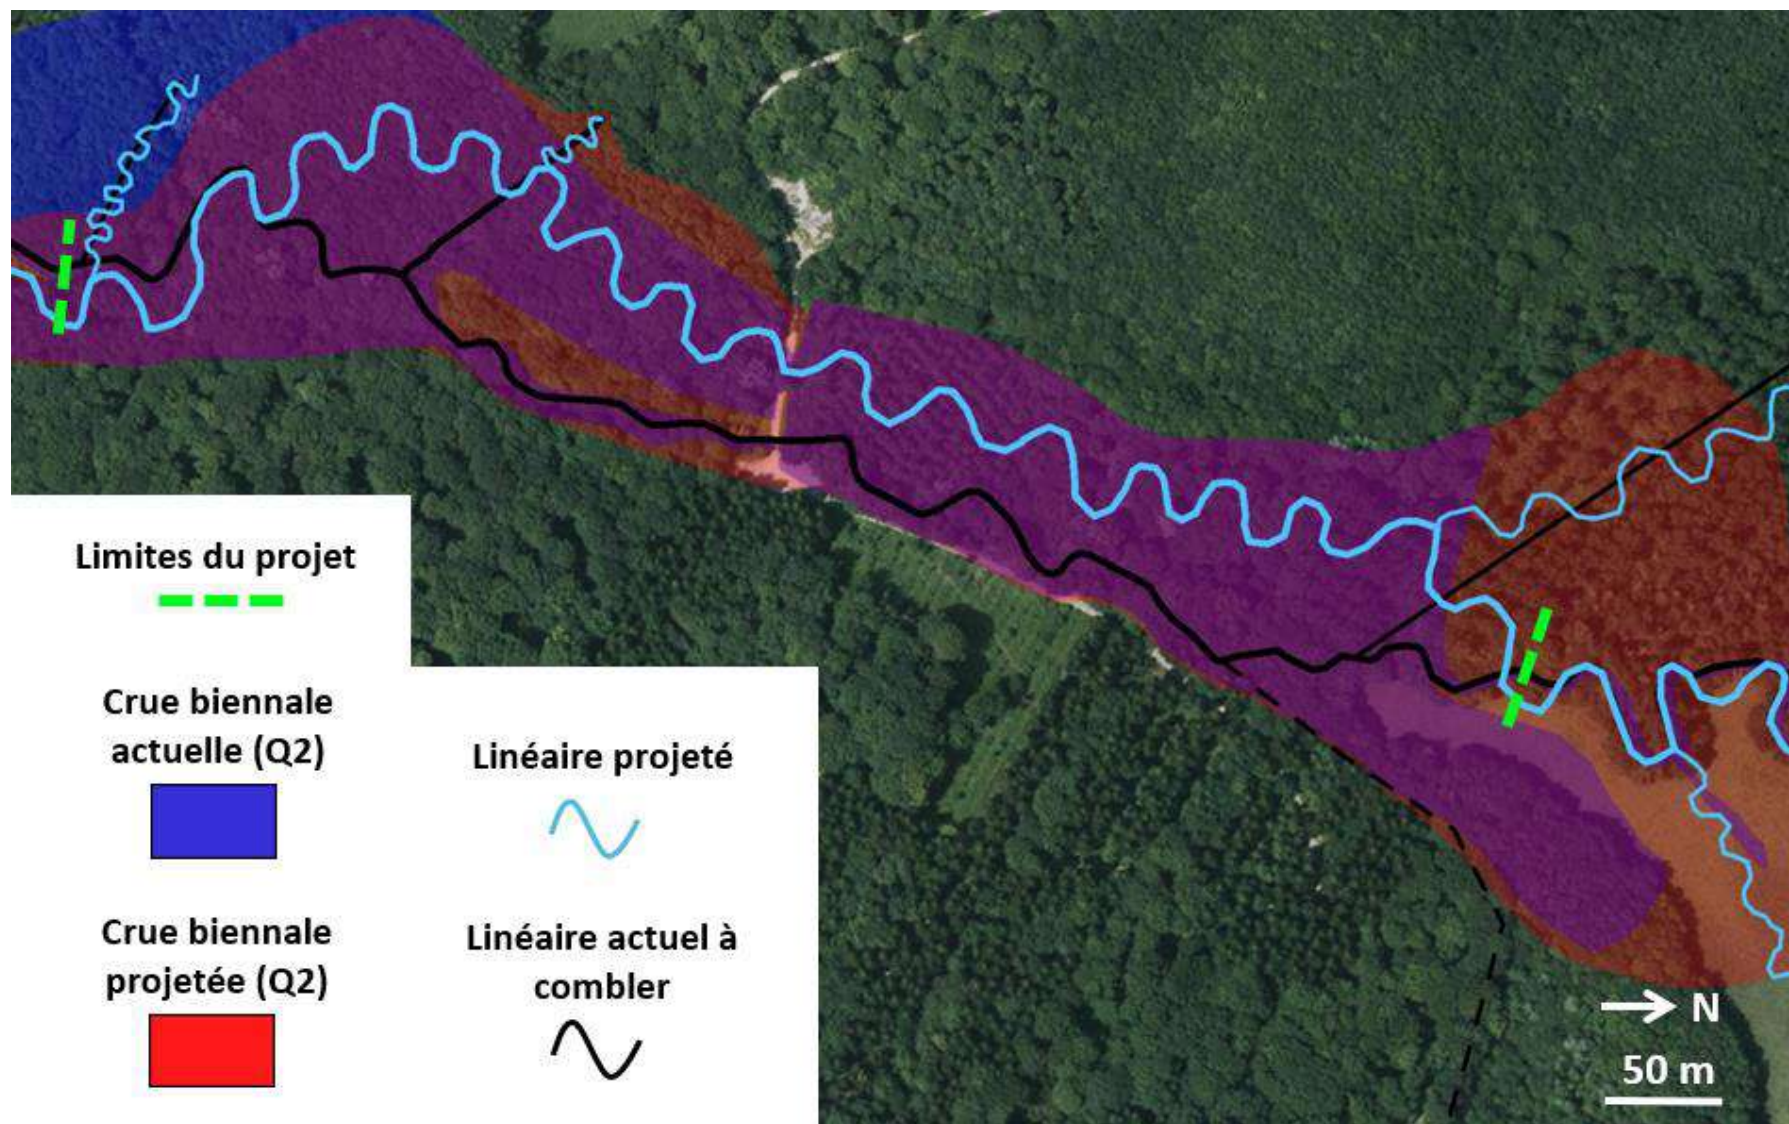 Limites du projet
Crue biennale
actuelle (Q2)
Crue biennale
projetée (Q2)
Linéaire projeté
Linéaire actuel à
combler
N
50 m